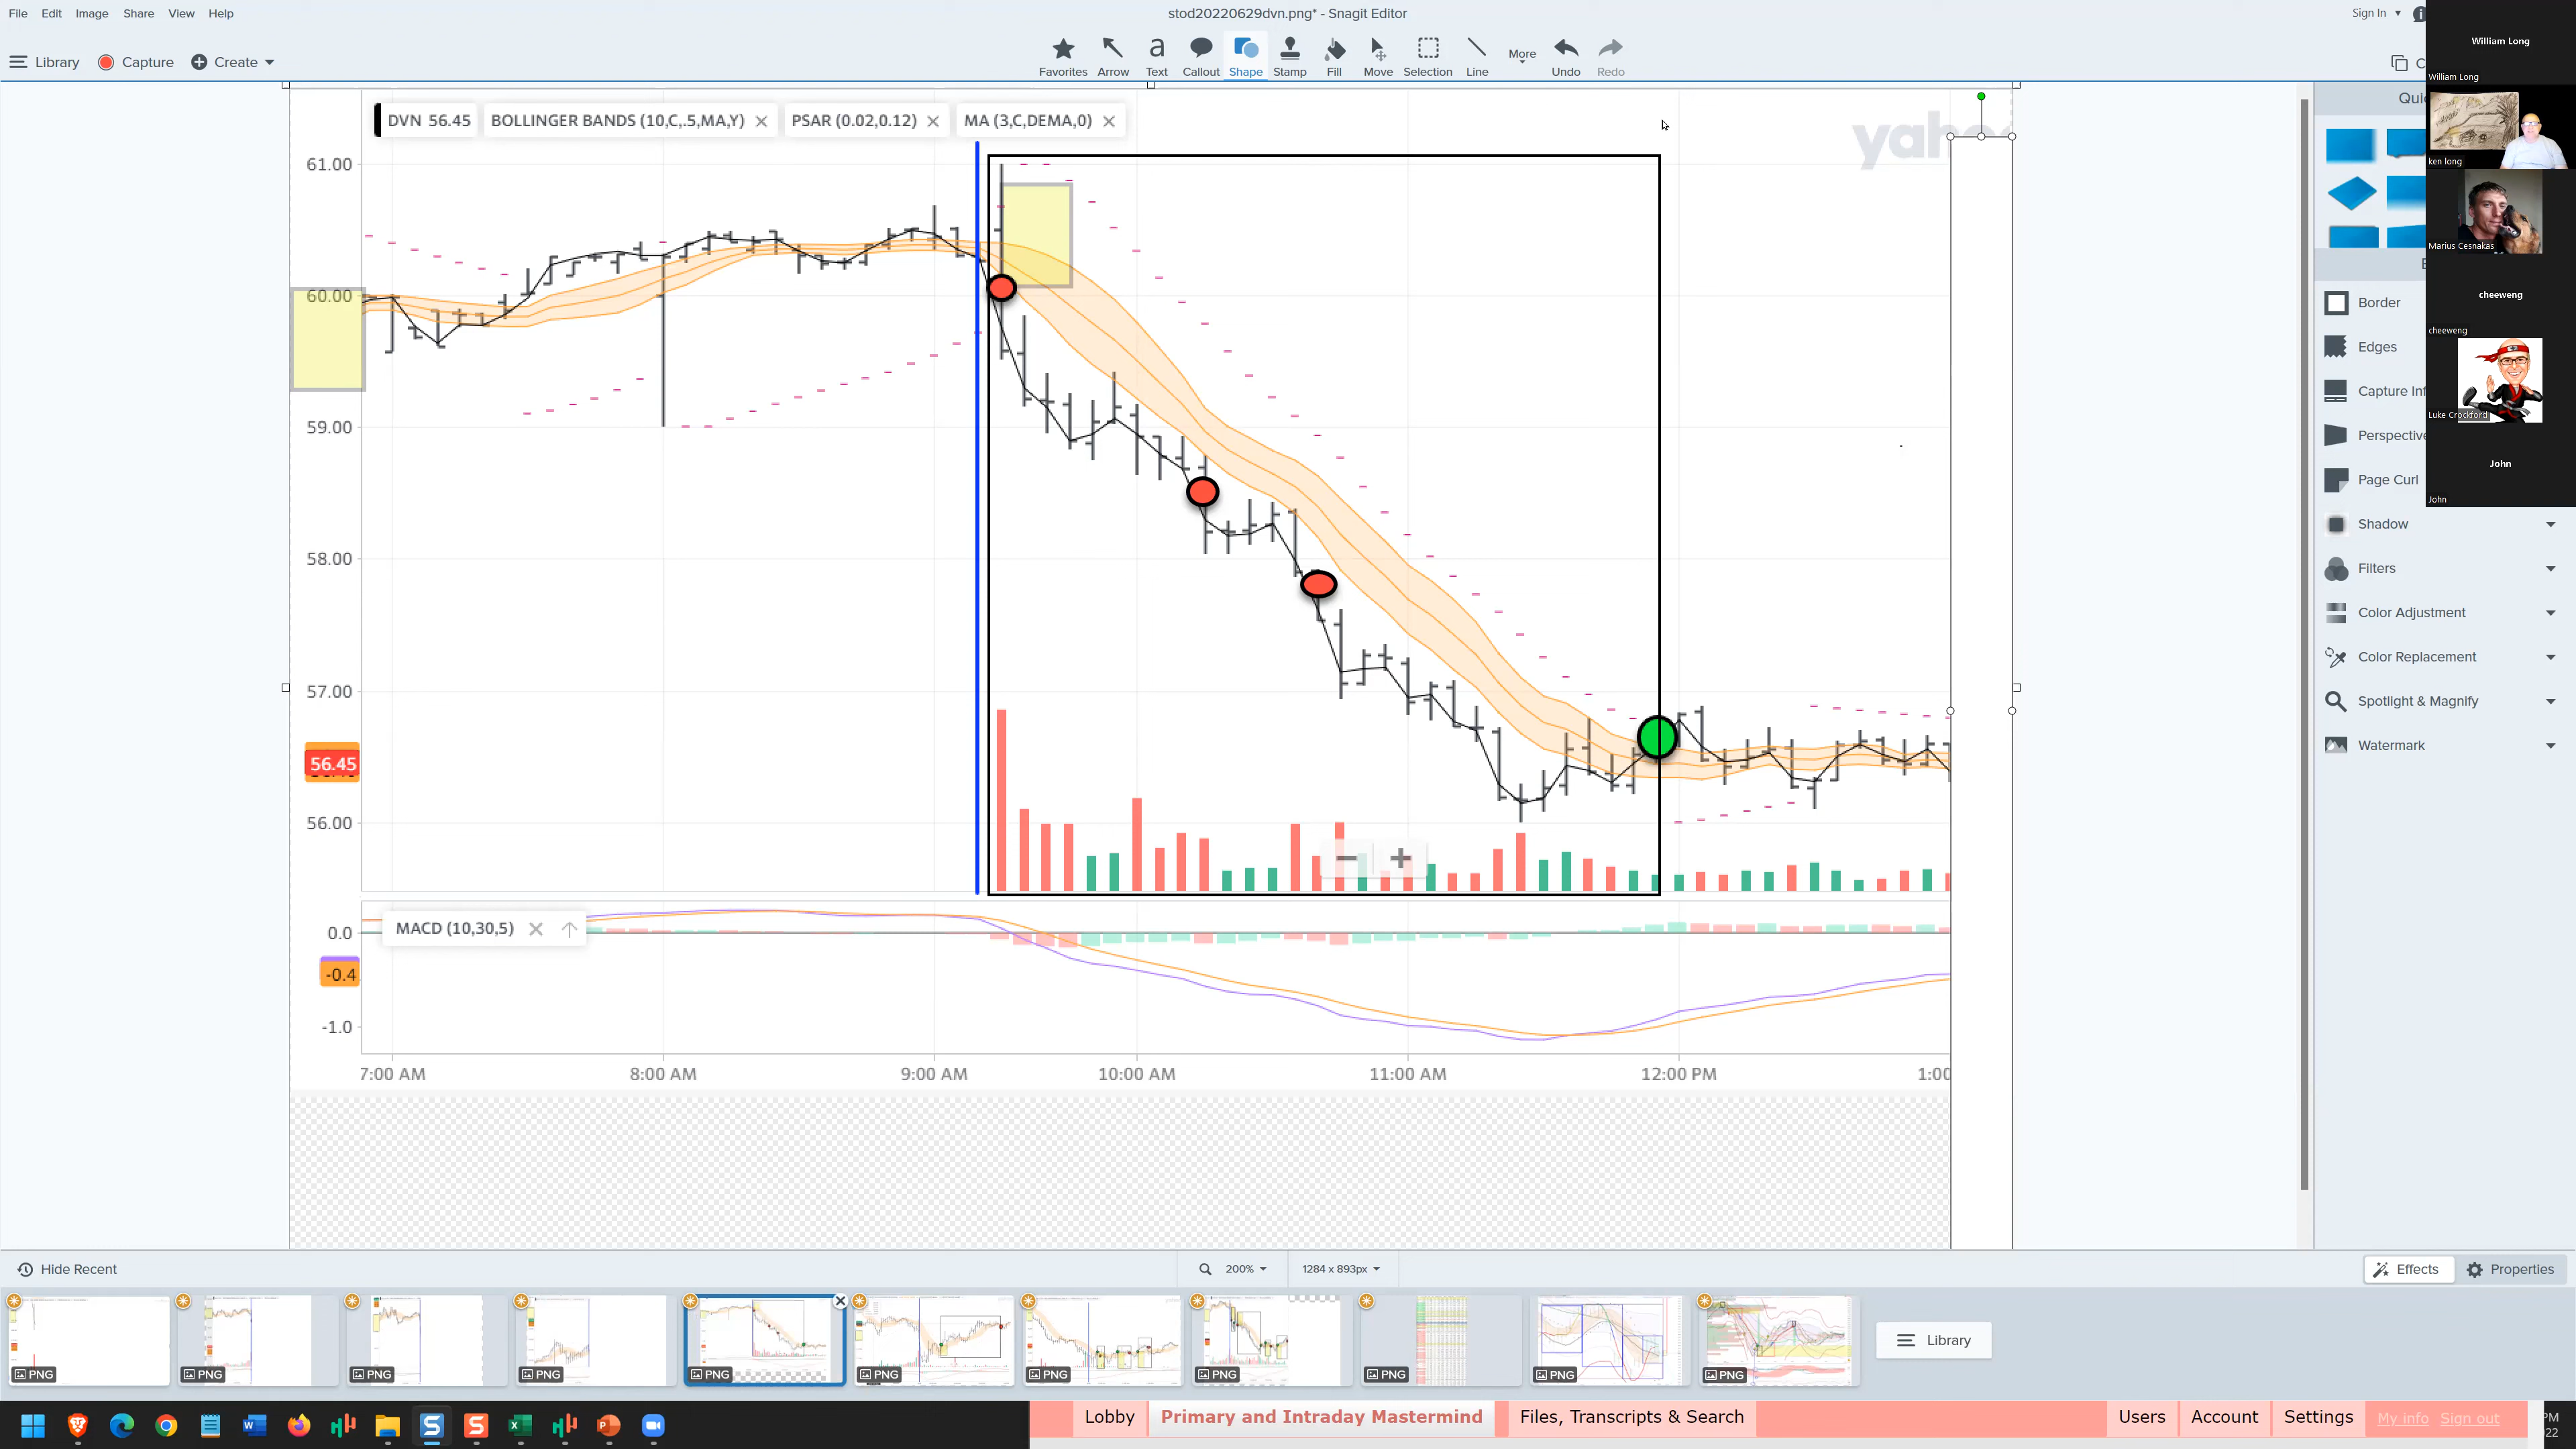 File Edit Image Share View Help
stod20220629dvn.png* - Snagit Editor
Sign In
Library Capture Create
Favorites Arrow Text Callout Shape Stamp Fill Move Selection Line More Undo Redo
William Long
William Long
ken long
Marius Cesnakas
cheeweng
cheeweng
Luke Crockford
John
John
DVN 56.45 BOLLINGER BANDS (10,C,.5,MA,Y) PSAR (0.02,0.12) MA (3,C,DEMA,0)
61.00
60.00
59.00
58.00
57.00
56.45
56.00
MACD (10,30,5)
0.0
-0.4
-1.0
7:00 AM 8:00 AM 9:00 AM 10:00 AM 11:00 AM 12:00 PM 1:00
Border
Edges
Capture Inf
Perspective
Page Curl
Shadow
Filters
Color Adjustment
Color Replacement
Spotlight & Magnify
Watermark
Hide Recent
200%
1284 x 893px
Effects Properties
PNG PNG PNG PNG PNG PNG PNG PNG PNG PNG PNG
Library
Lobby Primary and Intraday Mastermind Files, Transcripts & Search
Users Account Settings My info Sign out
PM
22